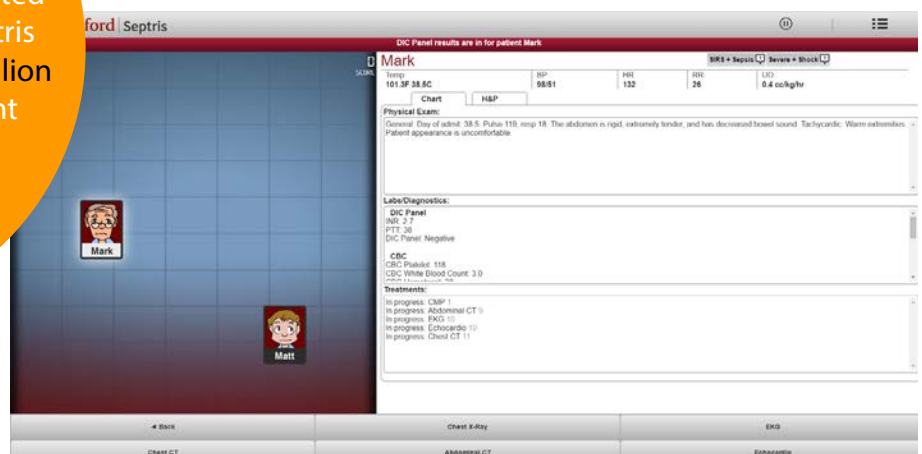 ted
tris
lion
nt
ford Septris
DIC Panel results are in for patient Mark
0
SCORE
Mark
SIRS + Sepsis Severe + Shock
Temp:
101.3F 38.5C
BP:
98/51
HR:
132
RR:
26
UO:
0.4 cc/kg/hr
Chart
H&P
Physical Exam:
General: Day of admit: 38.5. Pulse 119, resp 18. The abdomen is rigid, extremely tender, and has decreased bowel sound. Tachycardic. Warm extremities.
Patient appearance is uncomfortable.
Labs/Diagnostics:
DIC Panel
INR: 2.7
PTT: 38
DIC Panel: Negative
CBC
CBC Platelet: 118
CBC White Blood Count: 3.0
Treatments:
In progress: CMP 1
In progress: Abdominal CT 9
In progress: EKG 10
In progress: Echocardio 10
In progress: Chest CT 11
Mark
Matt
◄ Back
Chest X-Ray
EKG
Chest CT
Abdominal CT
Echocardio